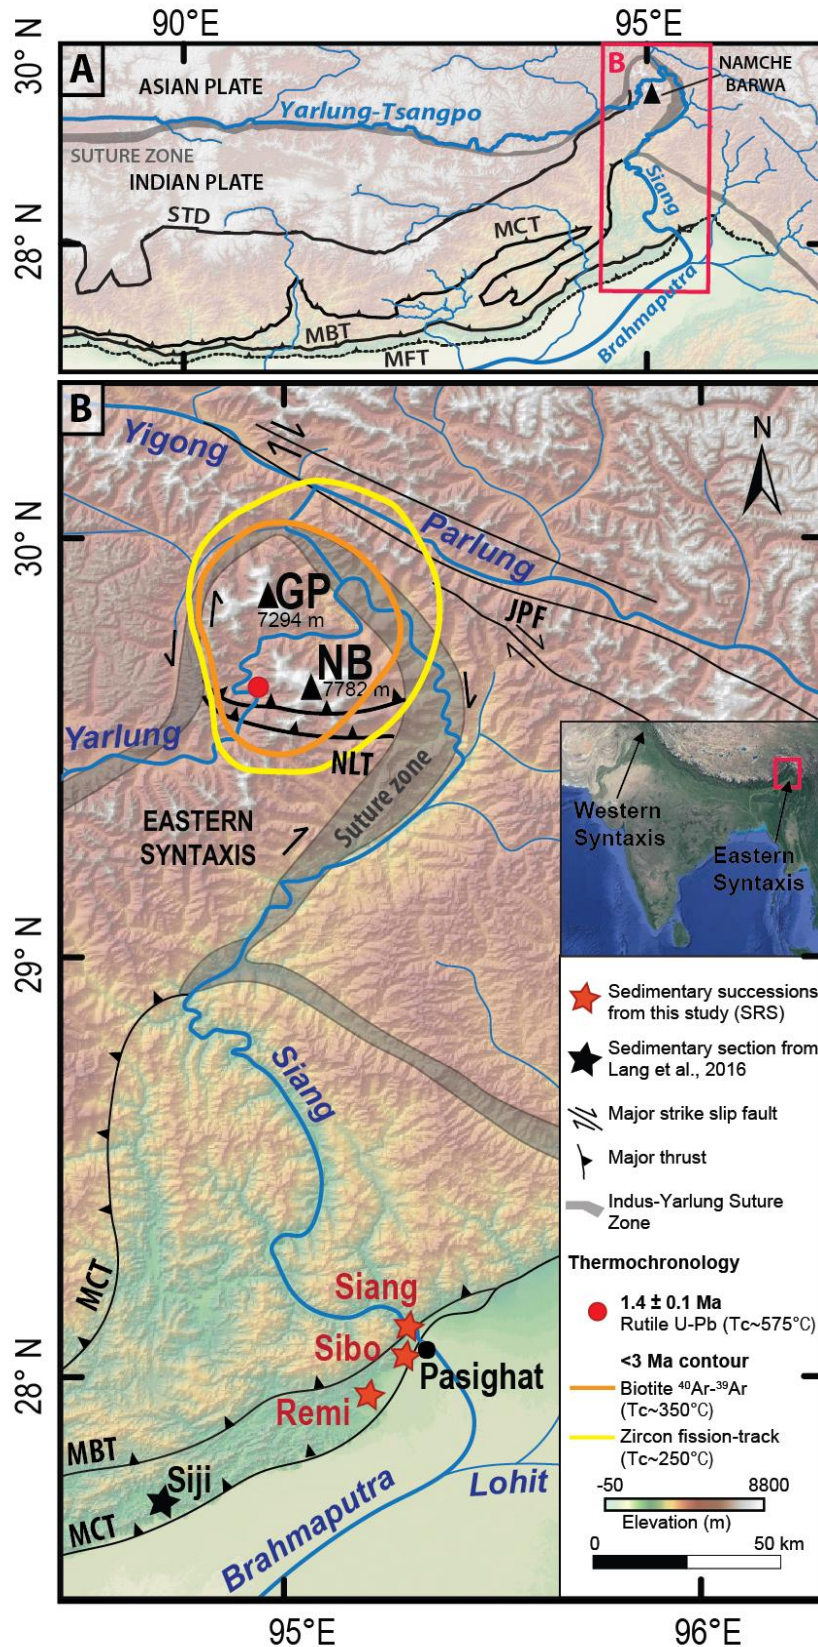 90°E
95°E
30° N
28° N
A
ASIAN PLATE
Yarlung-Tsangpo
SUTURE ZONE
INDIAN PLATE
STD
MCT
MBT
MFT
B
NAMCHE
BARWA
Siang
Brahmaputra
B
Yigong
Parlung
N
30° N
GP
7294 m
JPF
NB
7782 m
Yarlung
NLT
EASTERN
SYNTAXIS
Suture zone
Western
Syntaxis
Eastern
Syntaxis
29° N
Siang
MCT
Siang
Sibo
Pasighat
Remi
28° N
MBT
Siji
MCT
Lohit
Brahmaputra
95°E
96°E
Sedimentary successions
from this study (SRS)
Sedimentary section from
Lang et al., 2016
Major strike slip fault
Major thrust
Indus-Yarlung Suture
Zone
Thermochronology
1.4 ± 0.1 Ma
Rutile U-Pb (Tc~575°C)
<3 Ma contour
Biotite ⁴⁰Ar-³⁹Ar
(Tc~350°C)
Zircon fission-track
(Tc~250°C)
-50 8800
Elevation (m)
0 50 km